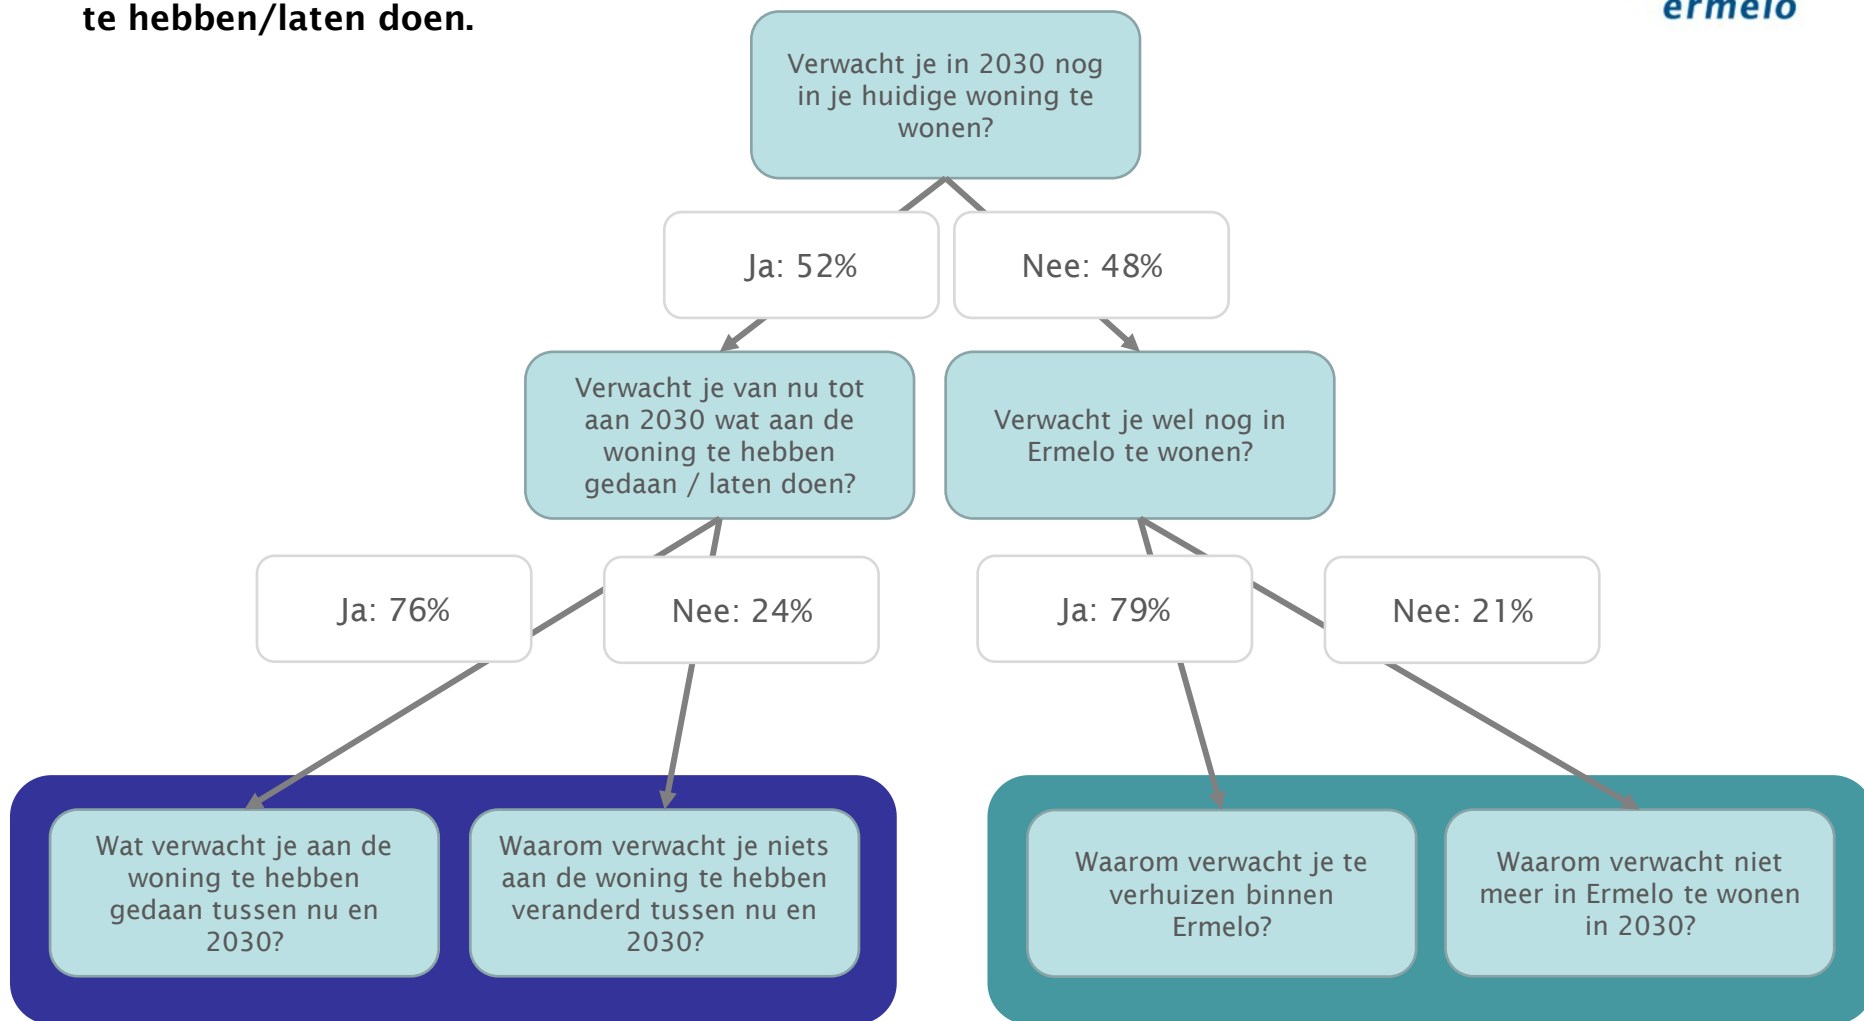 te hebben/laten doen.
ermelo
Verwacht je in 2030 nog
in je huidige woning te
wonen?
Ja: 52%
Nee: 48%
Verwacht je van nu tot
aan 2030 wat aan de
woning te hebben
gedaan / laten doen?
Verwacht je wel nog in
Ermelo te wonen?
Ja: 76%
Nee: 24%
Ja: 79%
Nee: 21%
Wat verwacht je aan de
woning te hebben
gedaan tussen nu en
2030?
Waarom verwacht je niets
aan de woning te hebben
veranderd tussen nu en
2030?
Waarom verwacht je te
verhuizen binnen
Ermelo?
Waarom verwacht niet
meer in Ermelo te wonen
in 2030?